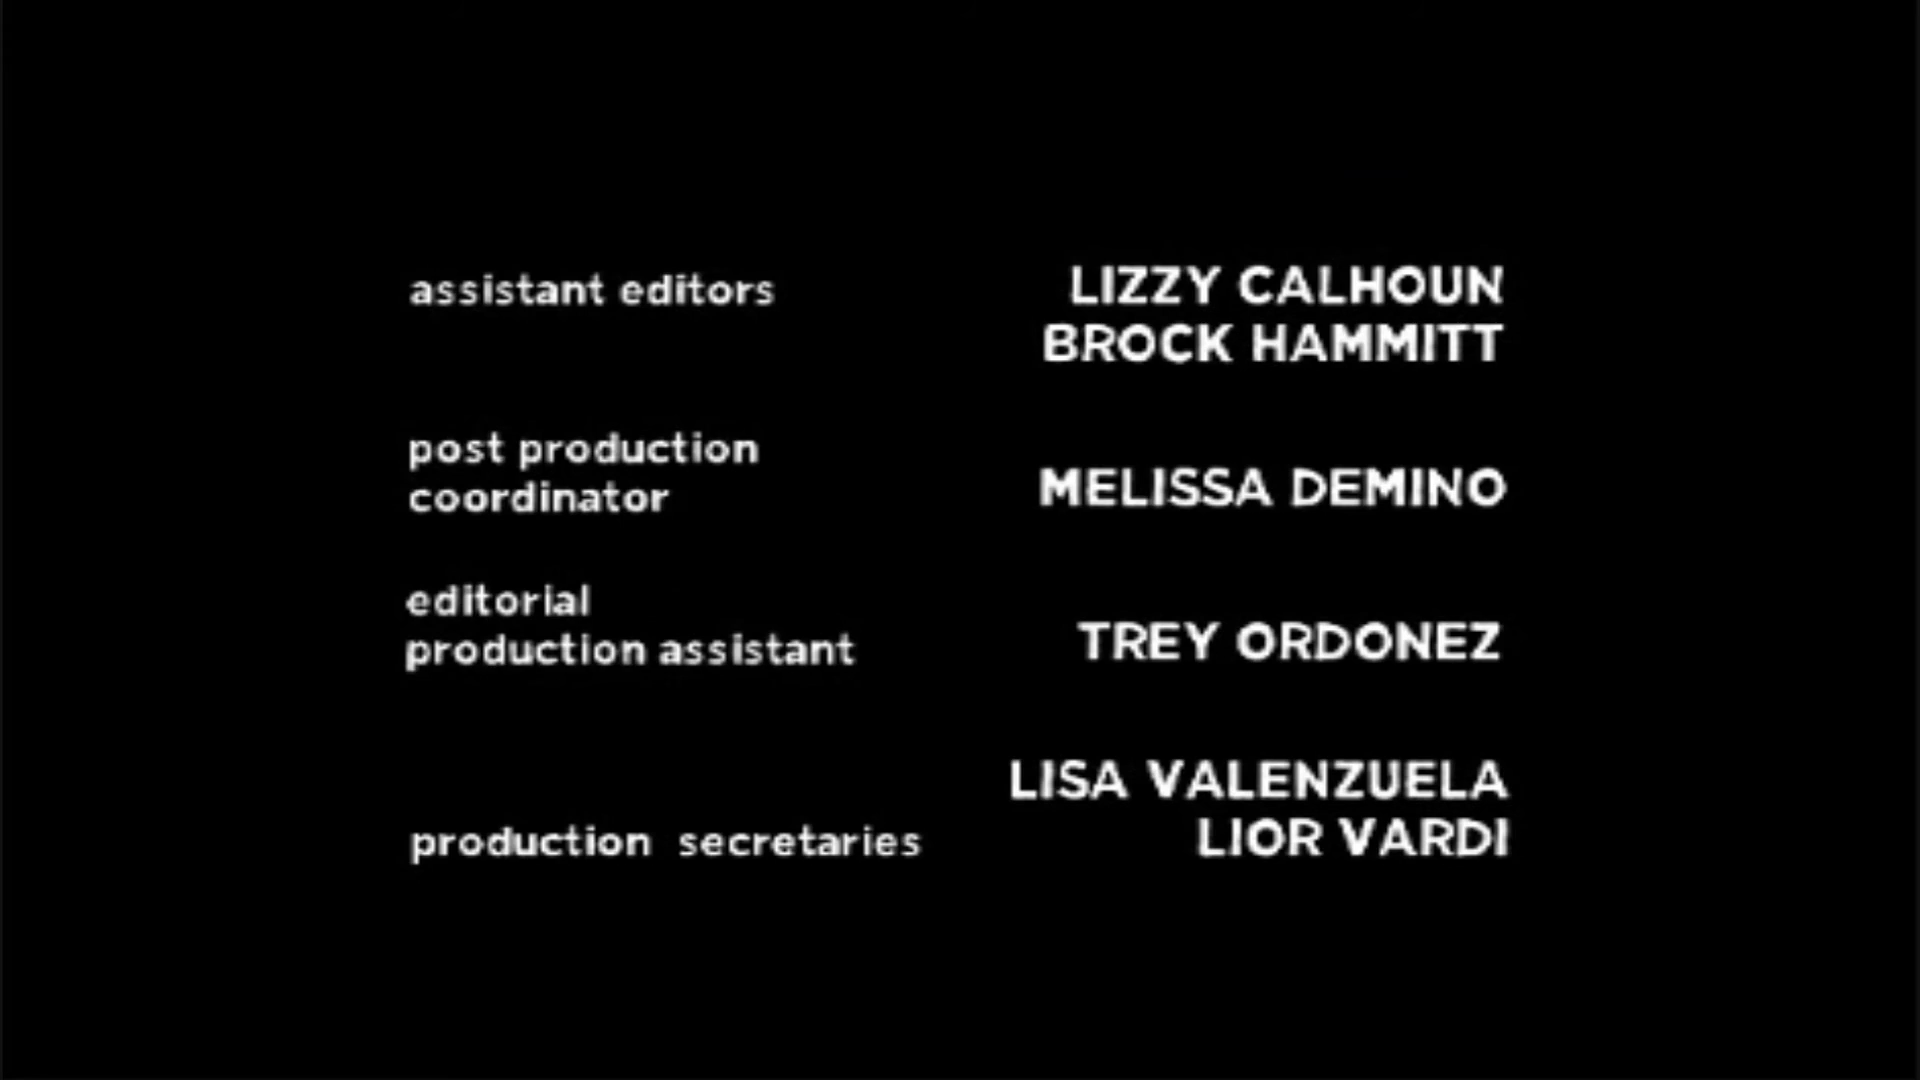 assistant editors LIZZY CALHOUN
BROCK HAMMITT
post production
coordinator MELISSA DEMINO
editorial
production assistant TREY ORDONEZ
LISA VALENZUELA
production secretaries LIOR VARDI